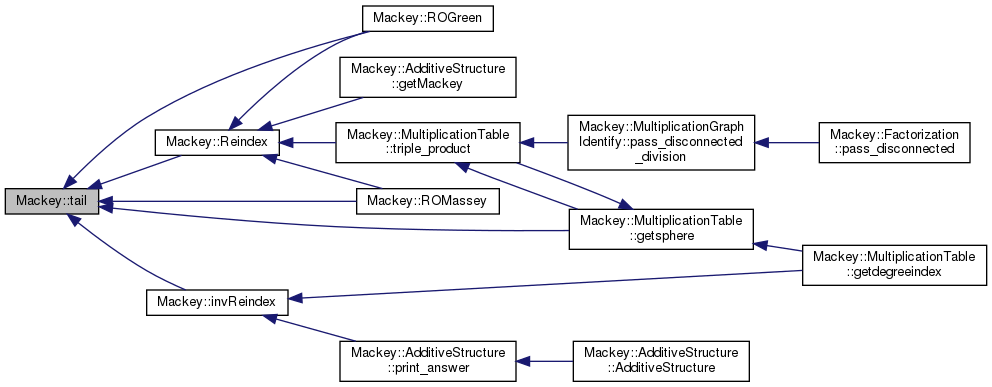 Mackey::ROGreen
Mackey::AdditiveStructure
::getMackey
Mackey::Reindex
Mackey::MultiplicationTable
::triple_product
Mackey::MultiplicationGraph
Identify::pass_disconnected
_division
Mackey::Factorization
::pass_disconnected
Mackey::tail
Mackey::ROMassey
Mackey::MultiplicationTable
::getsphere
Mackey::MultiplicationTable
::getdegreeindex
Mackey::invReindex
Mackey::AdditiveStructure
::print_answer
Mackey::AdditiveStructure
::AdditiveStructure